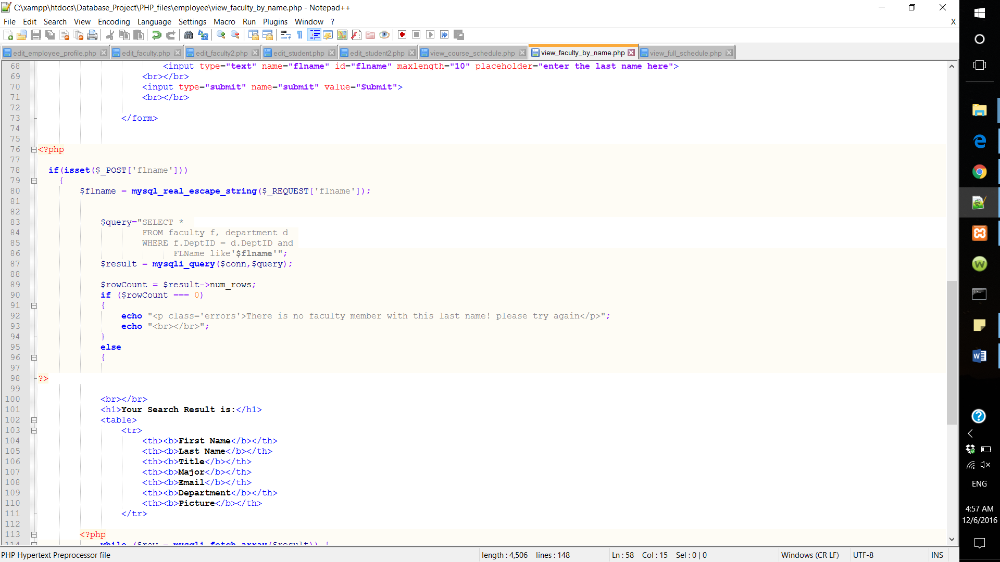 C:\xampp\htdocs\Database_Project\PHP_files\employee\view_faculty_by_name.php - Notepad++
File Edit Search View Encoding Language Settings Macro Run Plugins Window ? X
edit_employee_profile.php edit_faculty.php edit_faculty2.php edit_student.php edit_student2.php view_course_schedule.php view_faculty_by_name.php view_full_schedule.php
68 <input type="text" name="flname" id="flname" maxlength="10" placeholder="enter the last name here">
69 <br></br>
70 <input type="submit" name="submit" value="Submit">
71 <br></br>
72
73 </form>
74
75
76 <?php
77
78 if(isset($_POST['flname']))
79 {
80 $flname = mysql_real_escape_string($_REQUEST['flname']);
81
82
83 $query="SELECT *
84 FROM faculty f, department d
85 WHERE f.DeptID = d.DeptID and
86 FLName like'$flname'";
87 $result = mysqli_query($conn,$query);
88
89 $rowCount = $result->num_rows;
90 if ($rowCount === 0)
91 {
92 echo "<p class='errors'>There is no faculty member with this last name! please try again</p>";
93 echo "<br></br>";
94 }
95 else
96 {
97
98 ?>
99
100 <br></br>
101 <h1>Your Search Result is:</h1>
102 <table>
103 <tr>
104 <th><b>First Name</b></th>
105 <th><b>Last Name</b></th>
106 <th><b>Title</b></th>
107 <th><b>Major</b></th>
108 <th><b>Email</b></th>
109 <th><b>Department</b></th>
110 <th><b>Picture</b></th>
111 </tr>
112
113 <?php
114 while ($row = mysqli_fetch_array($result)) {
PHP Hypertext Preprocessor file length : 4,506 lines : 148 Ln : 58 Col : 15 Sel : 0 | 0 Windows (CR LF) UTF-8 INS
ENG
4:57 AM
12/6/2016